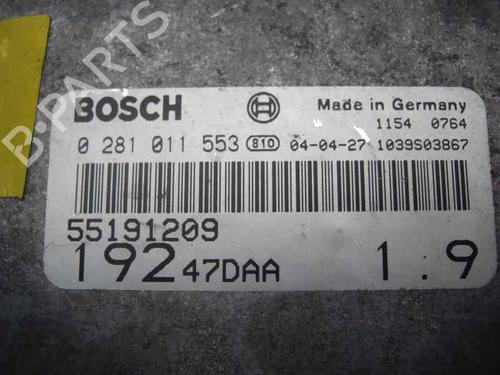 BOSCH Made in Germany
1154 0764
0 281 011 553 810 04-04-27 1039S03867
55191209
192 47DAA 1.9
B-PARTS